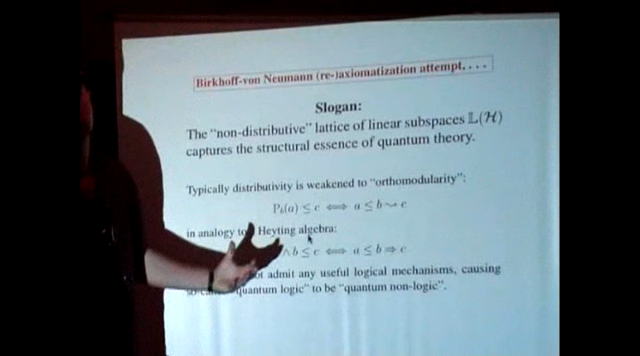 Birkhoff-von Neumann (re-)axiomatization attempt. . . .
Slogan:
The “non-distributive” lattice of linear subspaces 𝕃(ℋ)
captures the structural essence of quantum theory.
Typically distributivity is weakened to “orthomodularity”:
P_b(a) ≤ c ⟺ a ≤ b ⇝ c
in analogy to Heyting algebra:
∧ b ≤ c ⟺ a ≤ b ⇒ c
not admit any useful logical mechanisms, causing
“quantum logic” to be “quantum non-logic”.